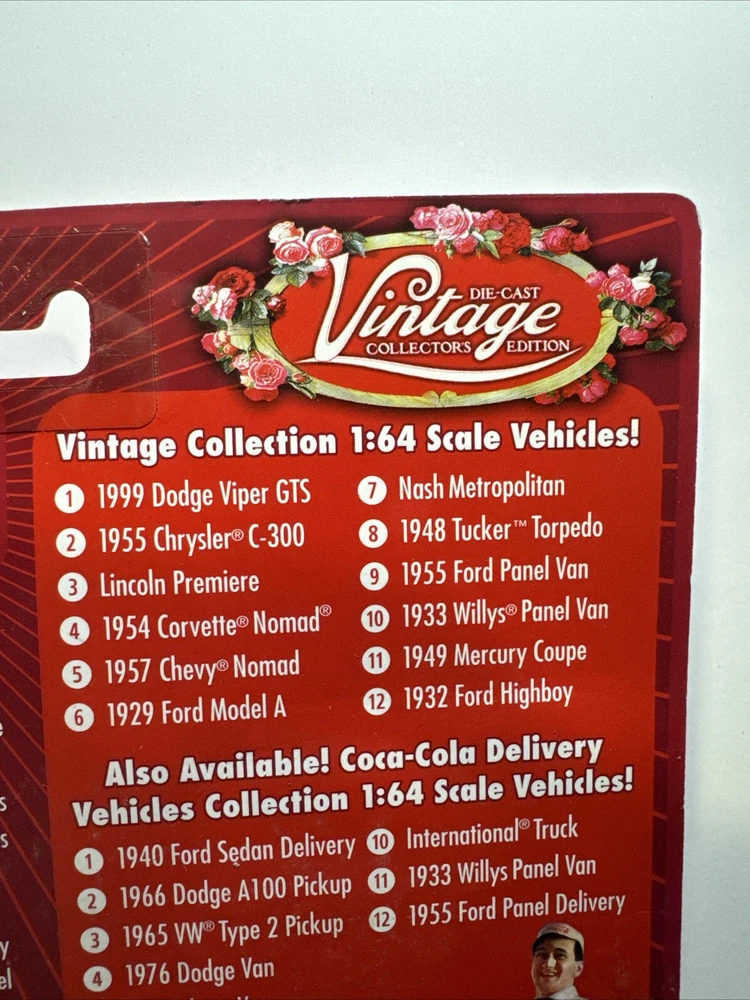 DIE-CAST
Vintage
COLLECTOR'S EDITION
Vintage Collection 1:64 Scale Vehicles!
1 1999 Dodge Viper GTS
2 1955 Chrysler® C-300
3 Lincoln Premiere
4 1954 Corvette® Nomad®
5 1957 Chevy® Nomad
6 1929 Ford Model A
7 Nash Metropolitan
8 1948 Tucker™ Torpedo
9 1955 Ford Panel Van
10 1933 Willys® Panel Van
11 1949 Mercury Coupe
12 1932 Ford Highboy
Also Available! Coca-Cola Delivery
Vehicles Collection 1:64 Scale Vehicles!
1 1940 Ford Sedan Delivery
2 1966 Dodge A100 Pickup
3 1965 VW® Type 2 Pickup
4 1976 Dodge Van
10 International® Truck
11 1933 Willys Panel Van
12 1955 Ford Panel Delivery